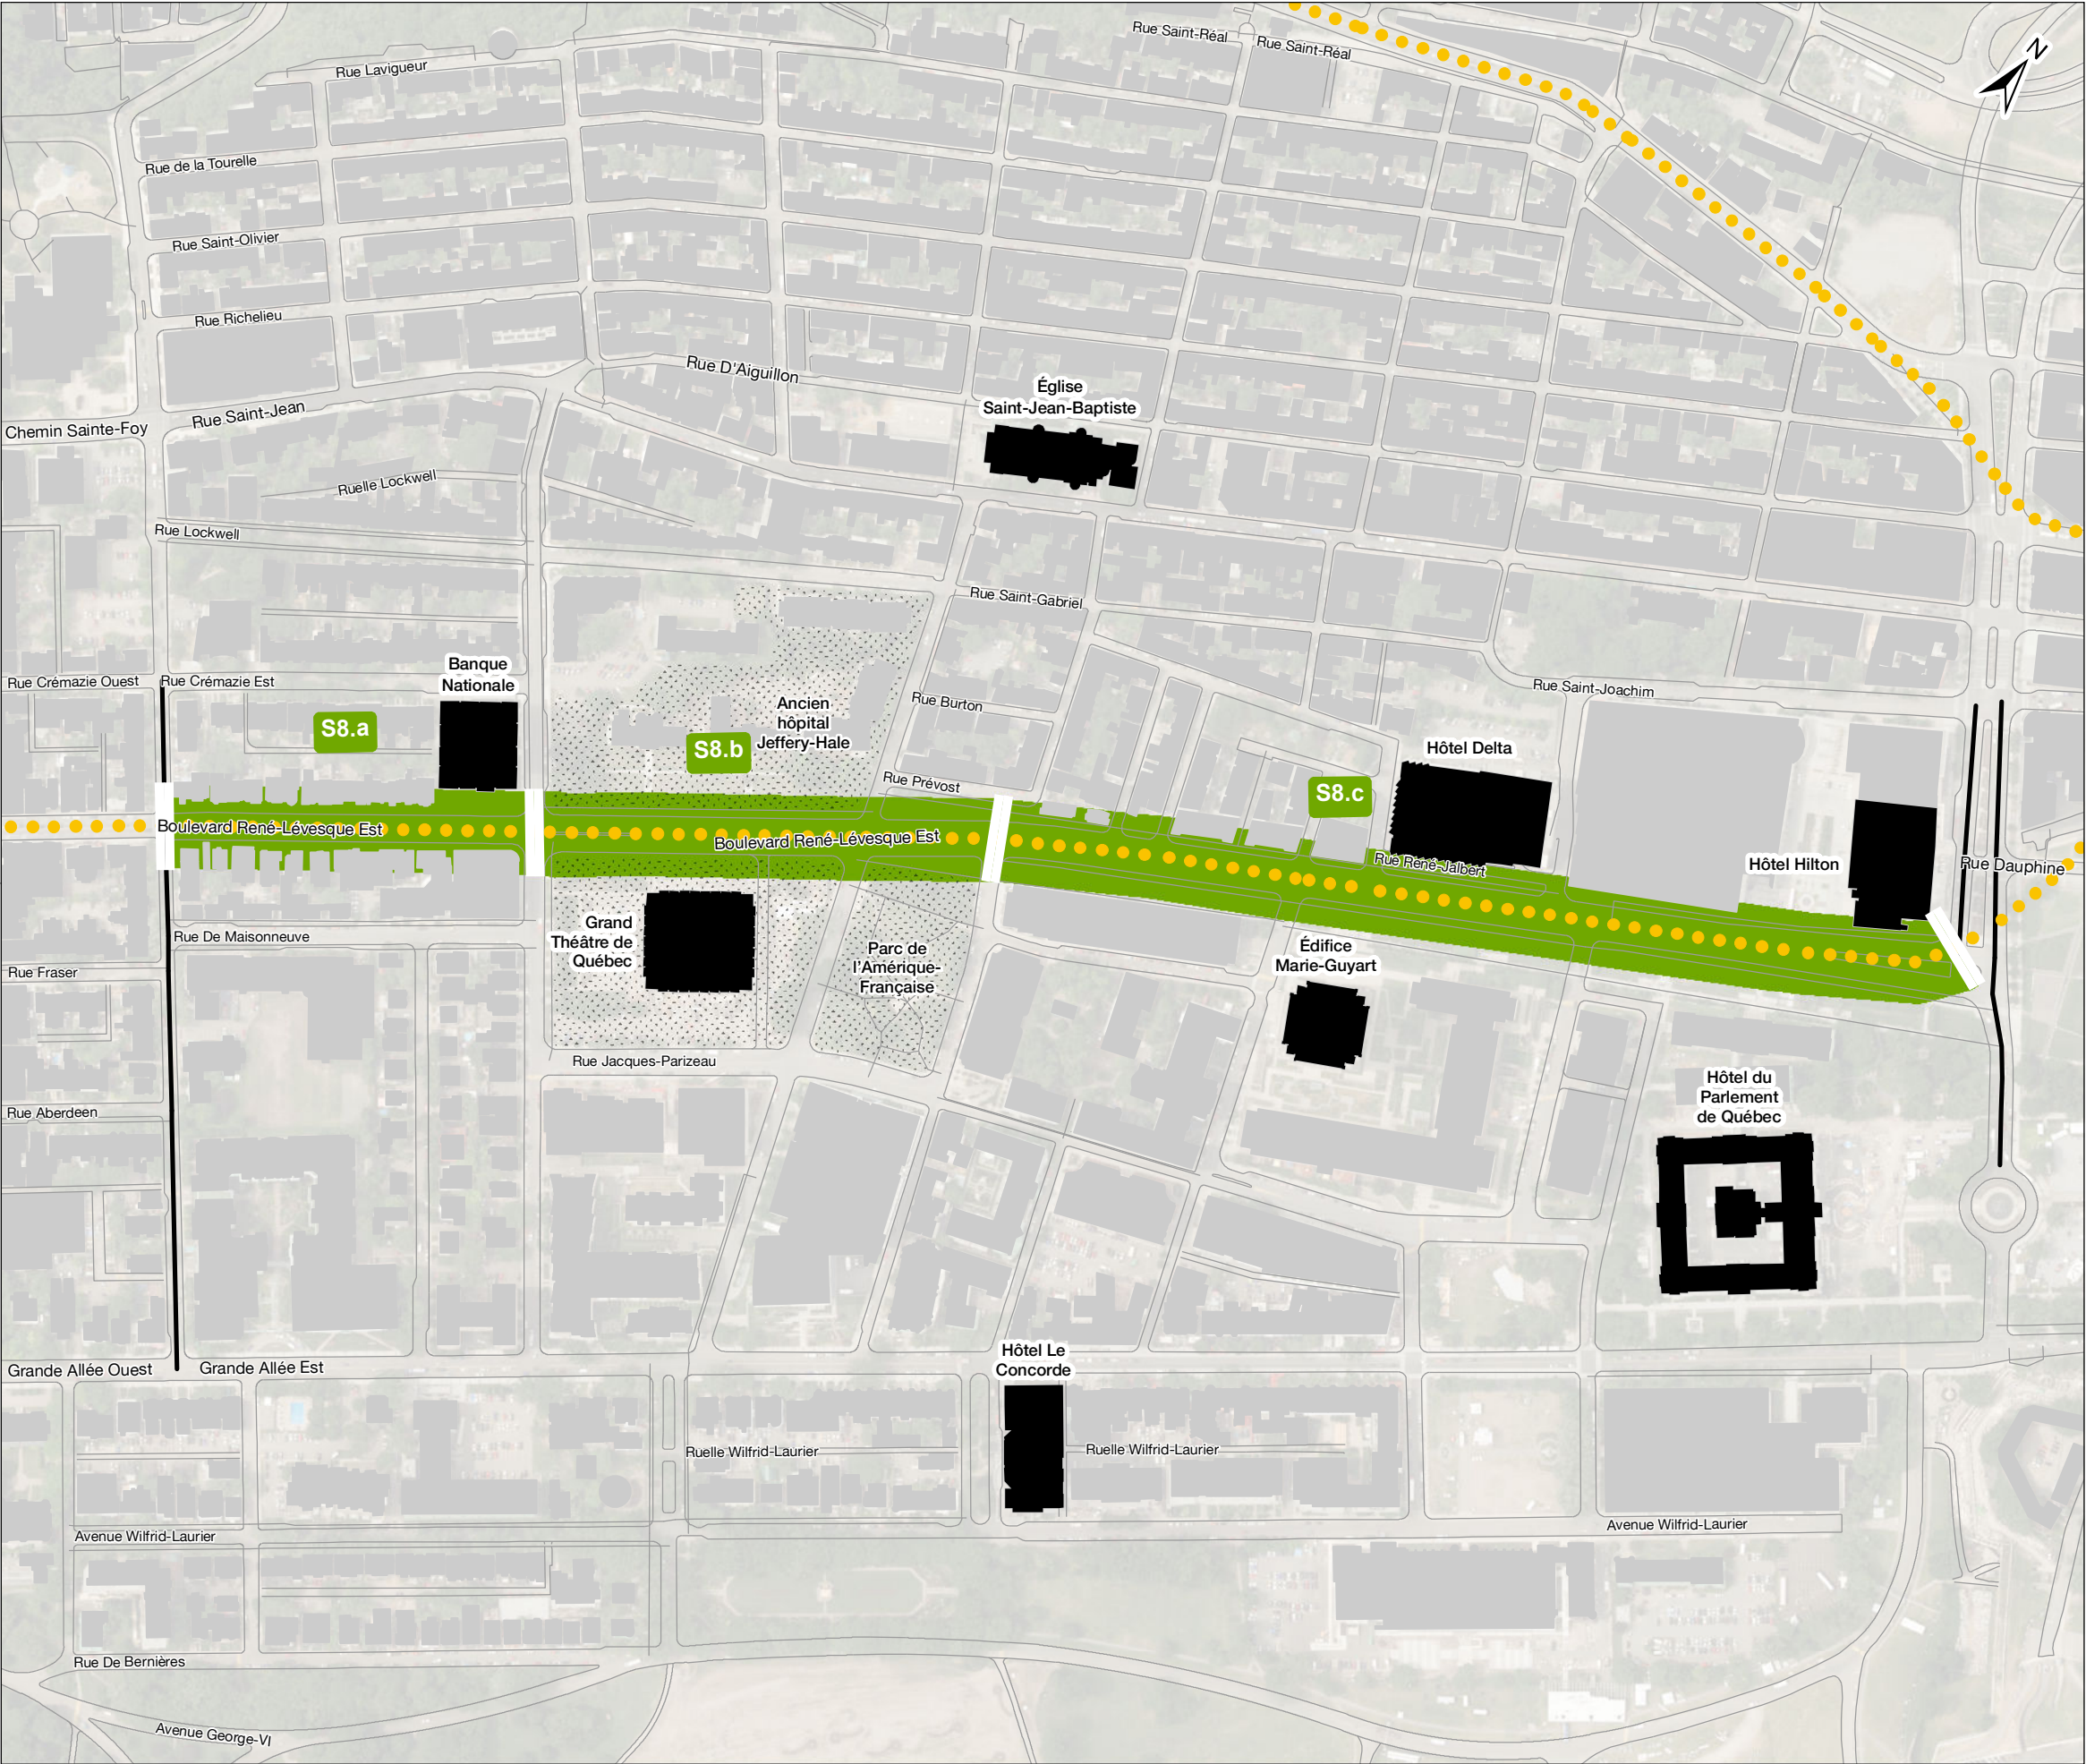 Rue Saint-Réal
Rue Saint-Réal
N
Rue Lavigueur
Rue de la Tourelle
Rue Saint-Olivier
Rue Richelieu
Rue D'Aiguillon
Église
Saint-Jean-Baptiste
Rue Saint-Jean
Chemin Sainte-Foy
Ruelle Lockwell
Rue Lockwell
Rue Saint-Gabriel
Banque
Nationale
Rue Crémazie Ouest
Rue Crémazie Est
Rue Saint-Joachim
Rue Burton
Ancien
hôpital
Jeffery-Hale
S8.a
S8.b
Hôtel Delta
Rue Prévost
S8.c
Boulevard René-Lévesque Est
Boulevard René-Lévesque Est
Rue René-Jalbert
Hôtel Hilton
Rue Dauphine
Grand
Théâtre de
Québec
Rue De Maisonneuve
Parc de
l'Amérique-
Française
Édifice
Marie-Guyart
Rue Fraser
Rue Jacques-Parizeau
Hôtel du
Parlement
de Québec
Rue Aberdeen
Hôtel Le
Concorde
Grande Allée Ouest
Grande Allée Est
Ruelle Wilfrid-Laurier
Ruelle Wilfrid-Laurier
Avenue Wilfrid-Laurier
Avenue Wilfrid-Laurier
Rue De Bernières
Avenue George-VI